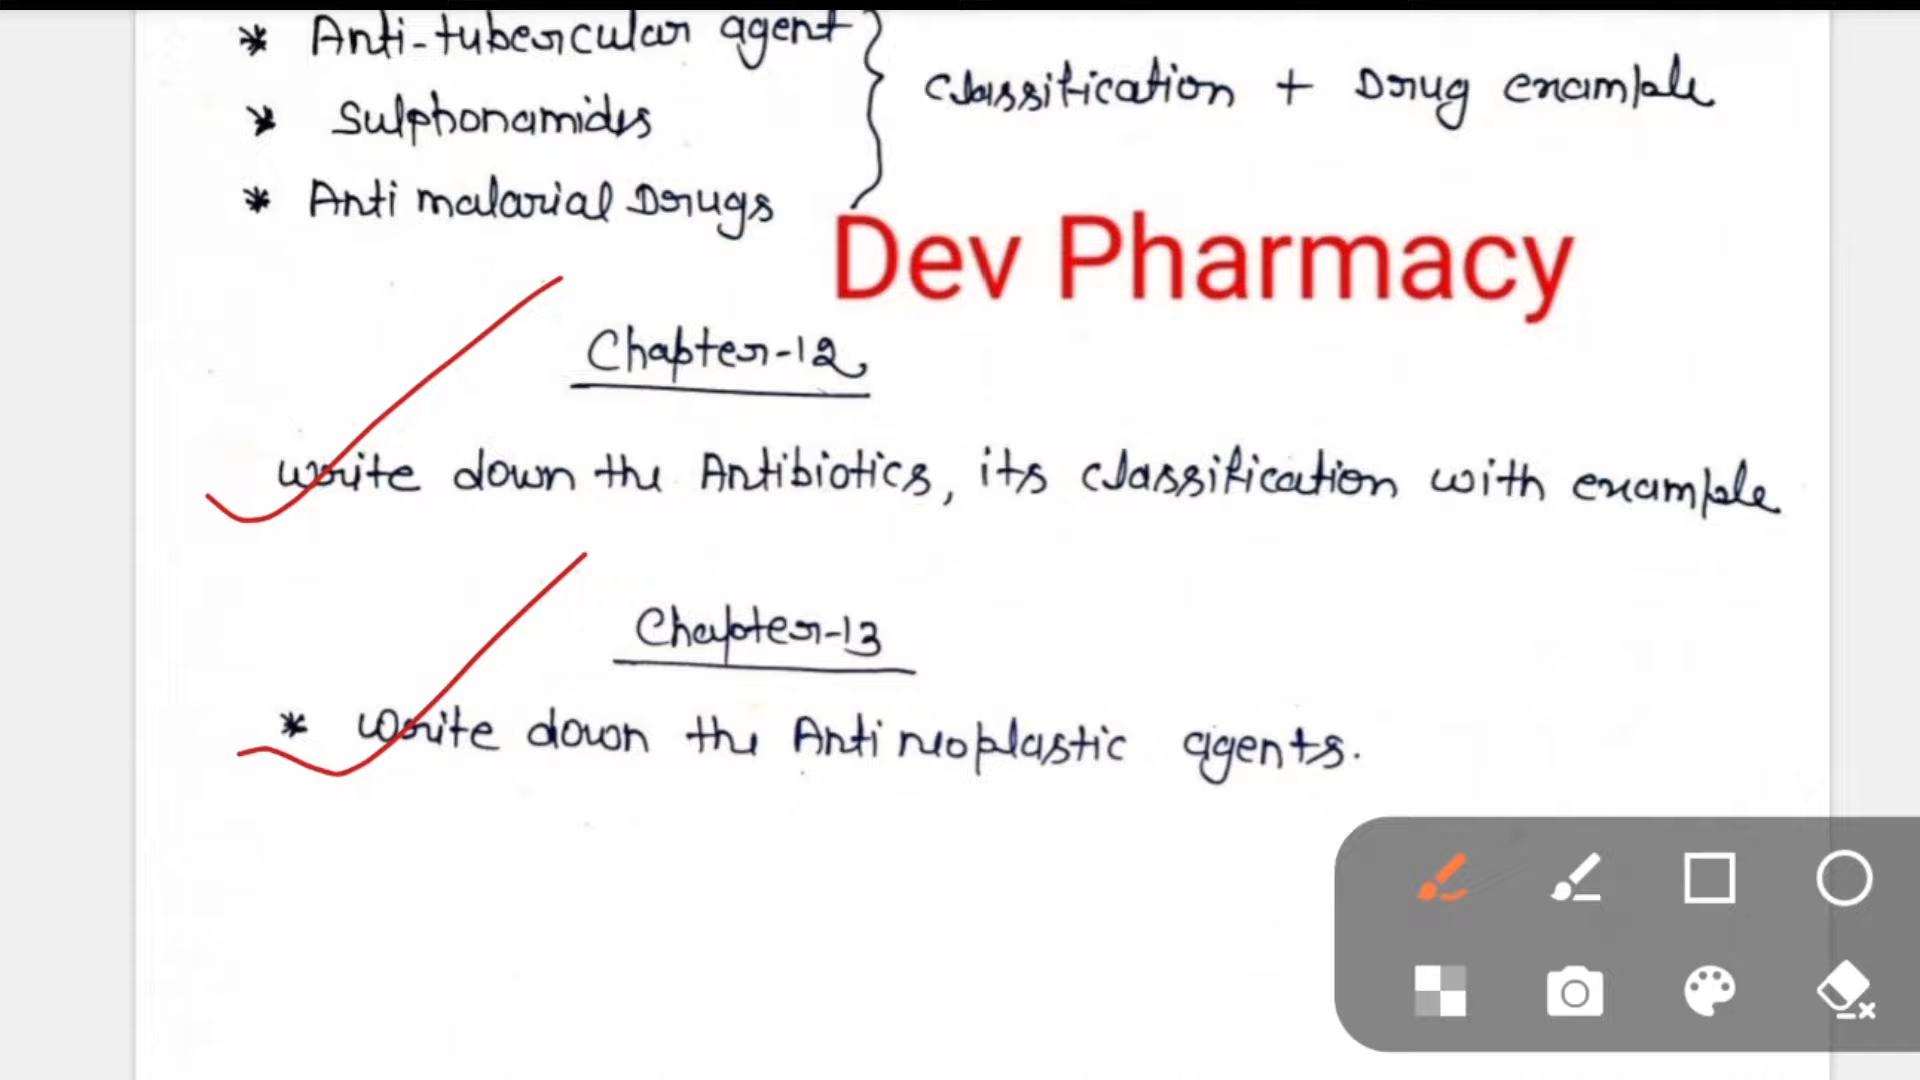 * Anti-tubercular agent
* Sulphonamides
* Anti malarial Drugs
Classification + Drug example
Dev Pharmacy
Chapter-12
Write down the Antibiotics, its classification with example
Chapter-13
* Write down the Anti neoplastic agents.